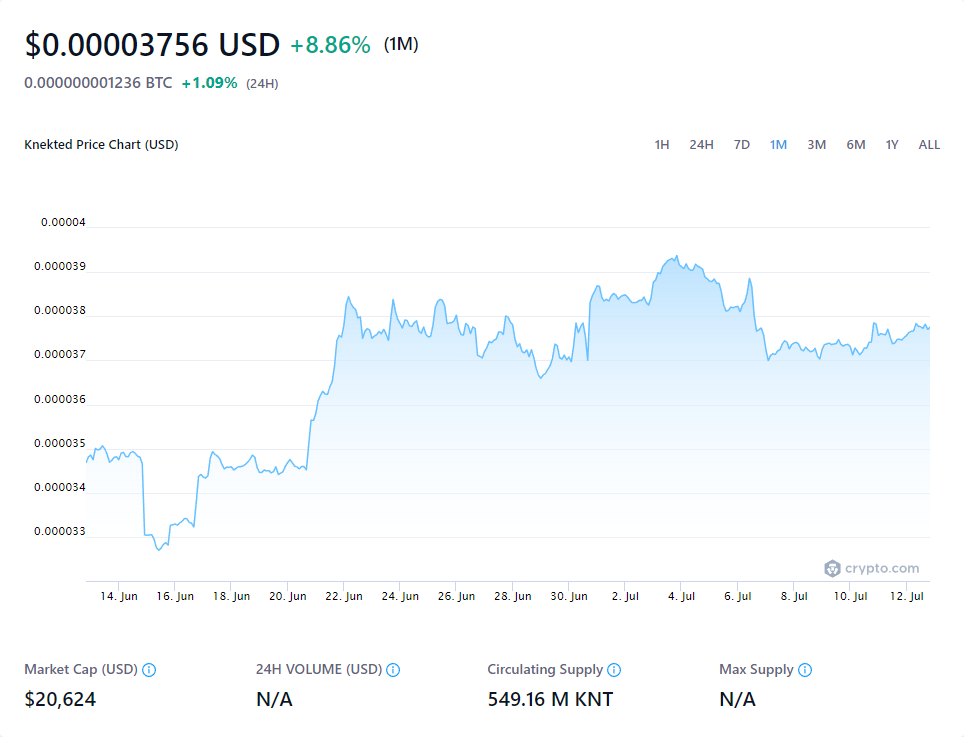 $0.00003756 USD +8.86% (1M)
0.000000001236 BTC +1.09% (24H)
Knekted Price Chart (USD) 1H 24H 7D 1M 3M 6M 1Y ALL
0.00004
0.000039
0.000038
0.000037
0.000036
0.000035
0.000034
0.000033
crypto.com
14. Jun 16. Jun 18. Jun 20. Jun 22. Jun 24. Jun 26. Jun 28. Jun 30. Jun 2. Jul 4. Jul 6. Jul 8. Jul 10. Jul 12. Jul
Market Cap (USD) 24H VOLUME (USD) Circulating Supply Max Supply
$20,624 N/A 549.16 M KNT N/A